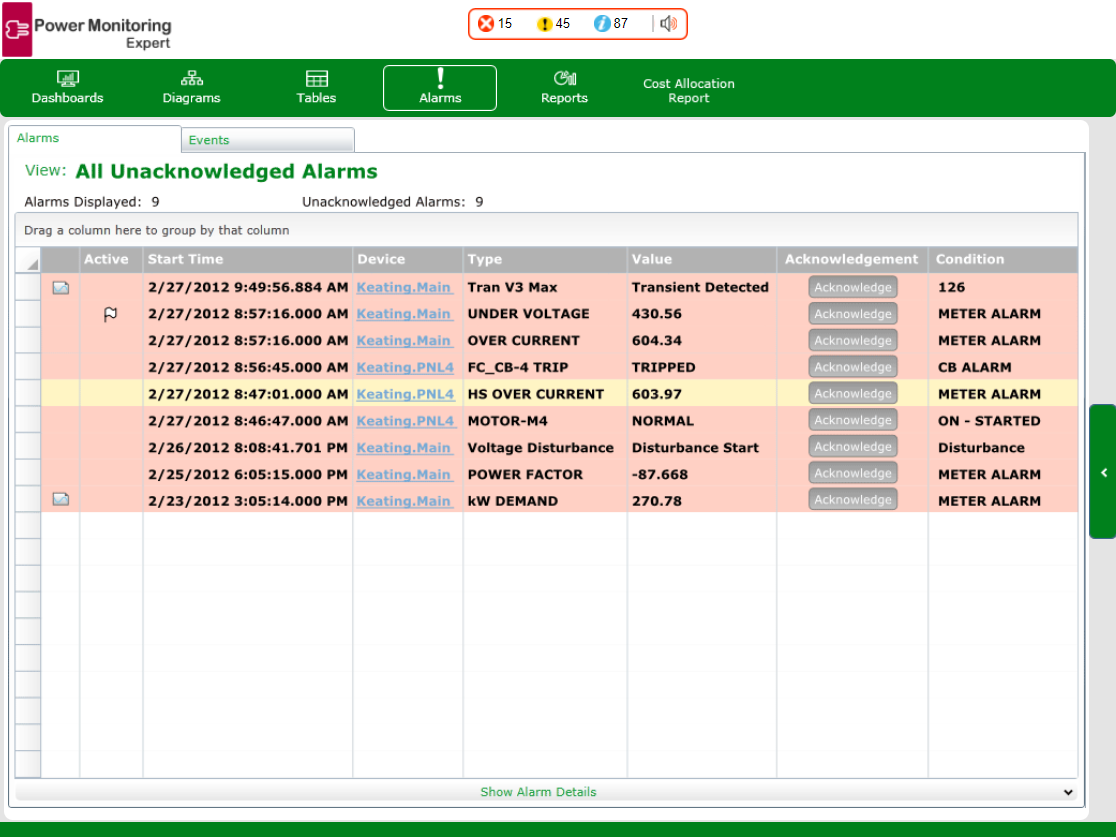 Power Monitoring
Expert
15 45 87
Dashboards Diagrams Tables Alarms Reports Cost Allocation Report
Alarms Events
View: All Unacknowledged Alarms
Alarms Displayed: 9 Unacknowledged Alarms: 9
Drag a column here to group by that column
Active Start Time Device Type Value Acknowledgement Condition
2/27/2012 9:49:56.884 AM Keating.Main Tran V3 Max Transient Detected Acknowledge 126
2/27/2012 8:57:16.000 AM Keating.Main UNDER VOLTAGE 430.56 Acknowledge METER ALARM
2/27/2012 8:57:16.000 AM Keating.Main OVER CURRENT 604.34 Acknowledge METER ALARM
2/27/2012 8:56:45.000 AM Keating.PNL4 FC_CB-4 TRIP TRIPPED Acknowledge CB ALARM
2/27/2012 8:47:01.000 AM Keating.PNL4 HS OVER CURRENT 603.97 Acknowledge METER ALARM
2/27/2012 8:46:47.000 AM Keating.PNL4 MOTOR-M4 NORMAL Acknowledge ON - STARTED
2/26/2012 8:08:41.701 PM Keating.Main Voltage Disturbance Disturbance Start Acknowledge Disturbance
2/25/2012 6:05:15.000 PM Keating.Main POWER FACTOR -87.668 Acknowledge METER ALARM
2/23/2012 3:05:14.000 PM Keating.Main kW DEMAND 270.78 Acknowledge METER ALARM
Show Alarm Details